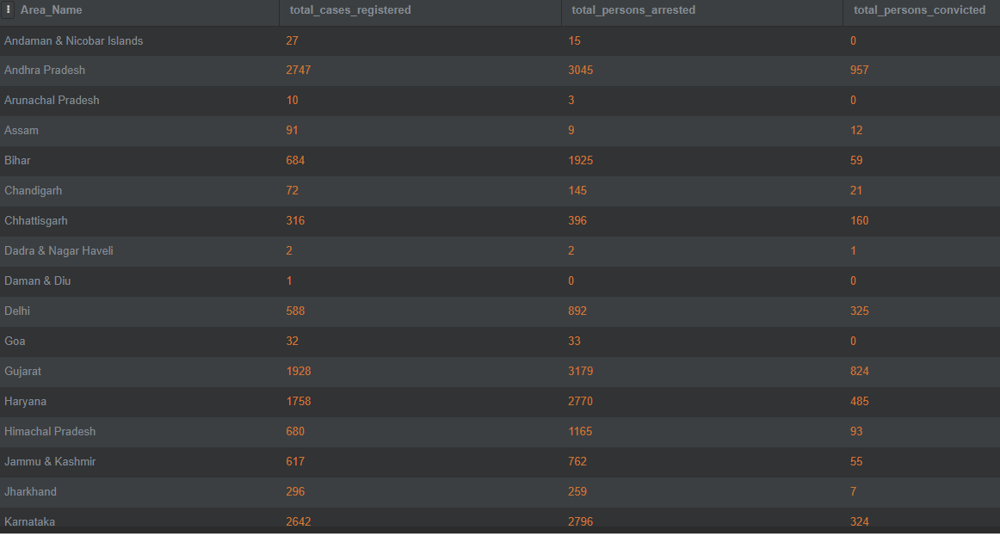 Area_Name total_cases_registered total_persons_arrested total_persons_convicted
Andaman & Nicobar Islands 27 15 0
Andhra Pradesh 2747 3045 957
Arunachal Pradesh 10 3 0
Assam 91 9 12
Bihar 684 1925 59
Chandigarh 72 145 21
Chhattisgarh 316 396 160
Dadra & Nagar Haveli 2 2 1
Daman & Diu 1 0 0
Delhi 588 892 325
Goa 32 33 0
Gujarat 1928 3179 824
Haryana 1758 2770 485
Himachal Pradesh 680 1165 93
Jammu & Kashmir 617 762 55
Jharkhand 296 259 7
Karnataka 2642 2796 324